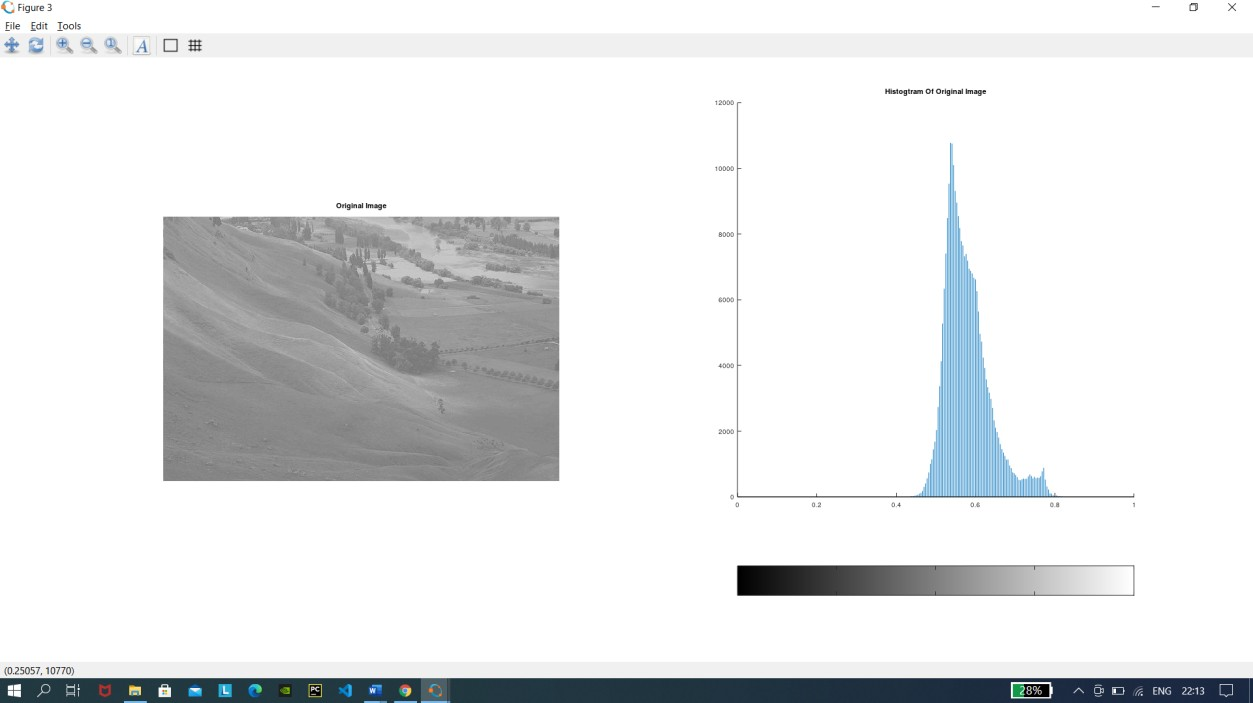 Figure 3
File Edit Tools
A
Original Image
Histogtram Of Original Image
12000
10000
8000
6000
4000
2000
0
0 0.2 0.4 0.6 0.8 1
(0.25057, 10770)
L PC W 28% ENG 22:13